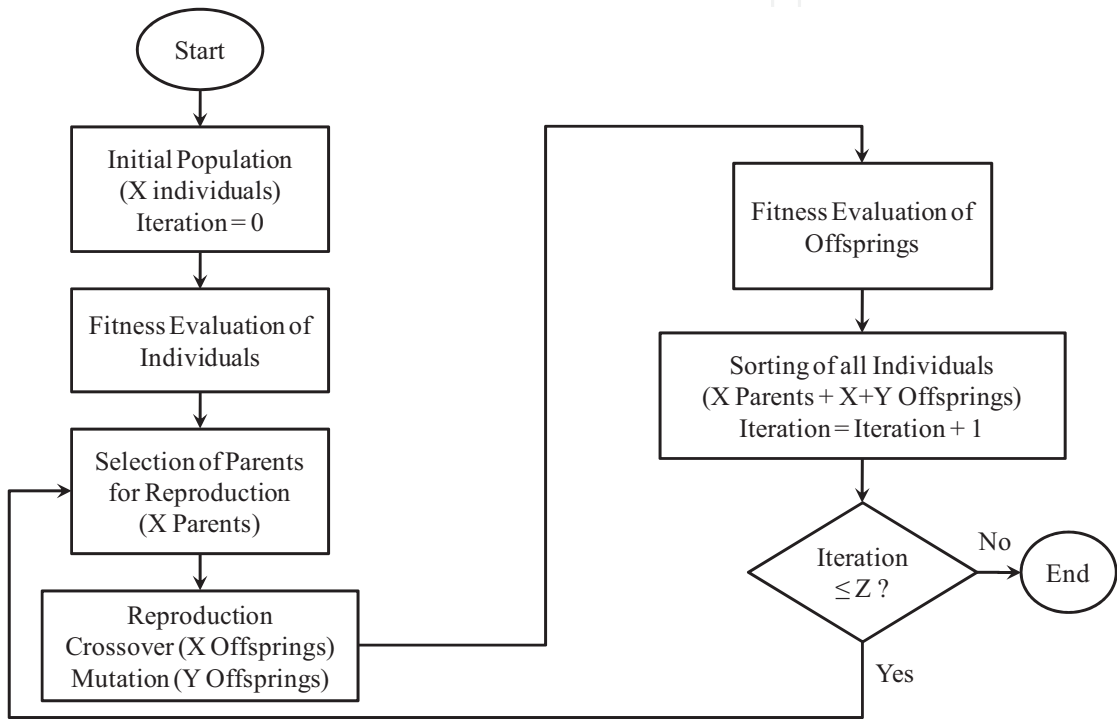 Start
Initial Population
(X individuals)
Iteration = 0
Fitness Evaluation of
Individuals
Selection of Parents
for Reproduction
(X Parents)
Reproduction
Crossover (X Offsprings)
Mutation (Y Offsprings)
Fitness Evaluation of
Offsprings
Sorting of all Individuals
(X Parents + X+Y Offsprings)
Iteration = Iteration + 1
Iteration
≤ Z ?
No
End
Yes